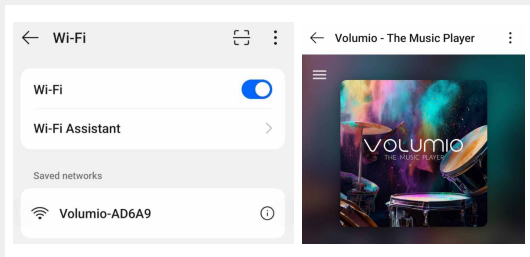 Wi-Fi
Wi-Fi
Wi-Fi Assistant
Saved networks
Volumio-AD6A9
Volumio - The Music Player
VOLUMIO
THE MUSIC PLAYER